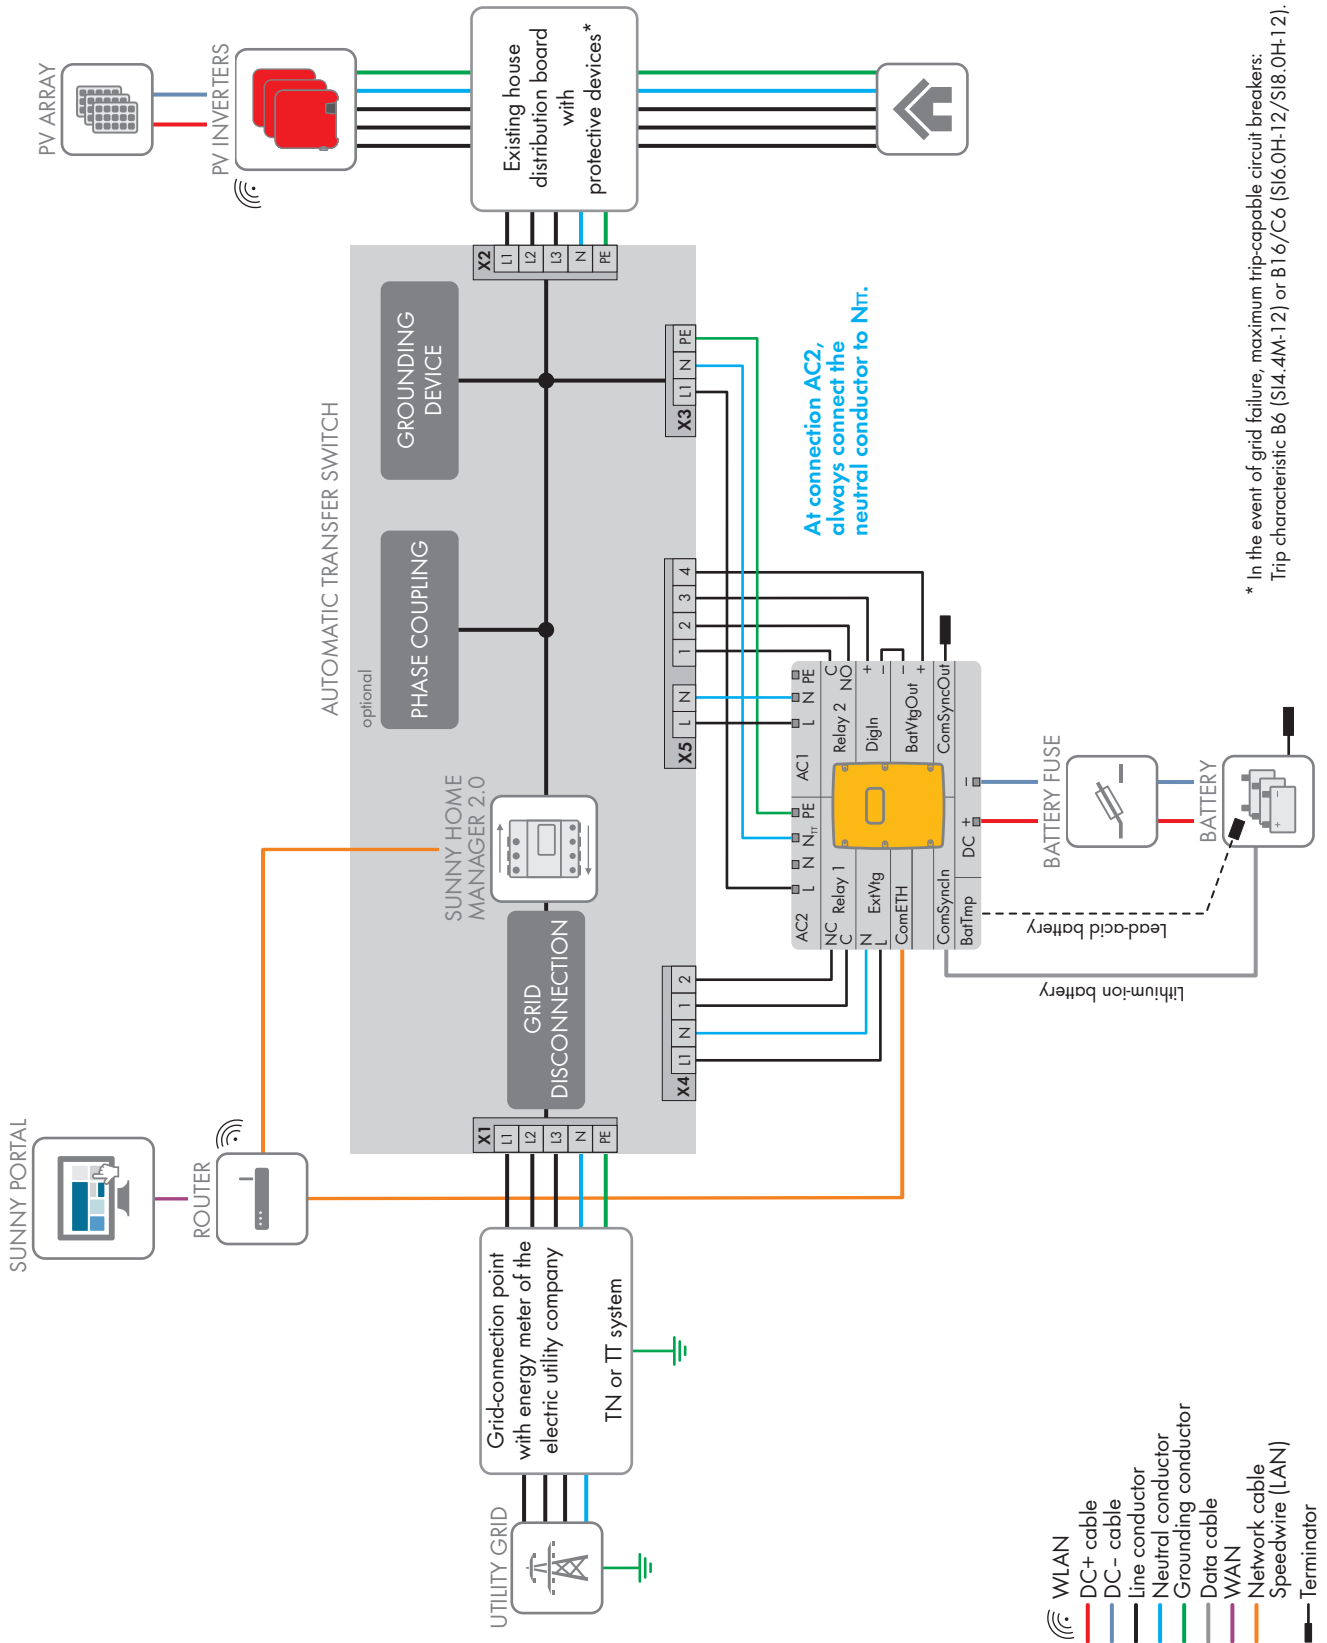 SUNNY PORTAL
ROUTER
PV ARRAY
PV INVERTERS
AUTOMATIC TRANSFER SWITCH
optional
PHASE COUPLING
GROUNDING
DEVICE
SUNNY HOME
MANAGER 2.0
GRID
DISCONNECTION
UTILITY GRID
Grid-connection point
with energy meter of the
electric utility company
TN or TT system
X1
L1
L2
L3
N
PE
X2
L1
L2
L3
N
PE
Existing house
distribution board
with
protective devices*
X4 L1 N 1 2
X5 L N 1 2 3 4
X3 L1 N PE
At connection AC2,
always connect the
neutral conductor to NTT.
AC2 L N NTT PE
AC1 L N PE
NC
C
Relay 1
Relay 2
C
NO
N
L
ExtVtg
DigIn
+
−
ComETH
BatVtgOut
−
+
ComSyncIn
ComSyncOut
BatTmp
DC + −
BATTERY FUSE
BATTERY
+ −
Lead-acid battery
Lithium-ion battery
WLAN
DC+ cable
DC− cable
Line conductor
Neutral conductor
Grounding conductor
Data cable
WAN
Network cable
Speedwire (LAN)
Terminator
* In the event of grid failure, maximum trip-capable circuit breakers:
Trip characteristic B6 (SI4.4M-12) or B16/C6 (SI6.0H-12/SI8.0H-12).